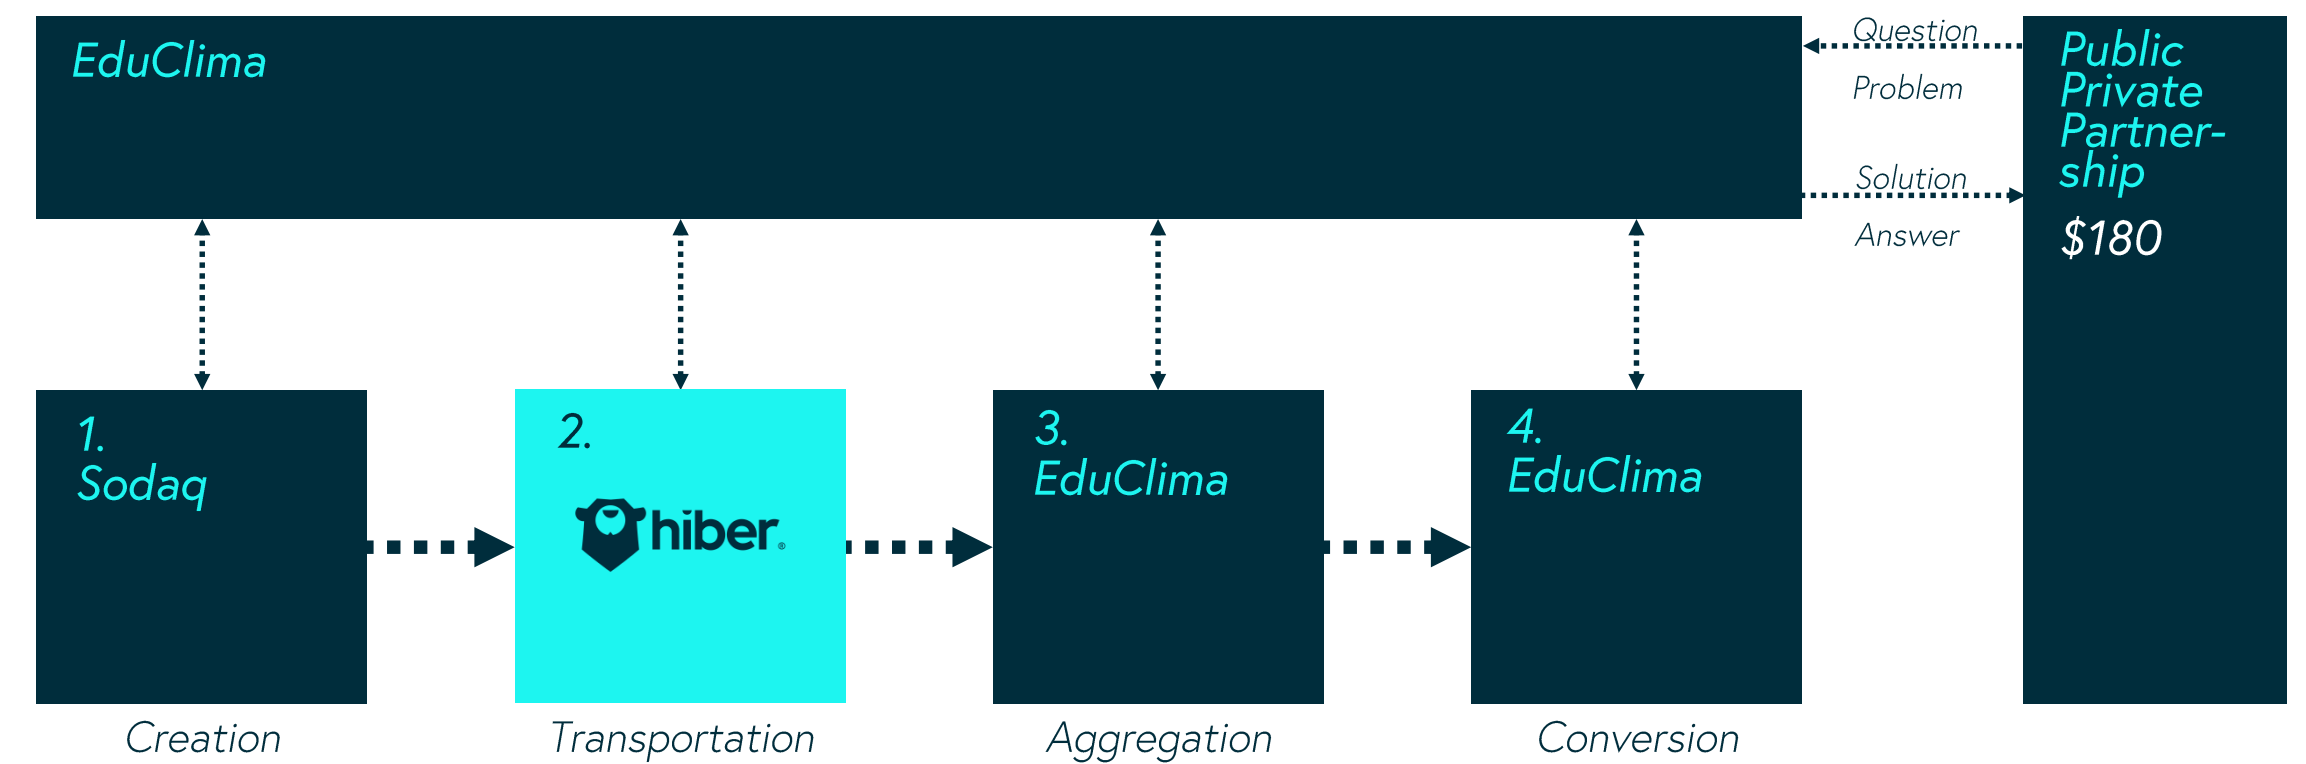 EduClima
Question
Problem
Solution
Answer
Public
Private
Partner-
ship
$180
1.
Sodaq
2.
hiber®
3.
EduClima
4.
EduClima
Creation
Transportation
Aggregation
Conversion